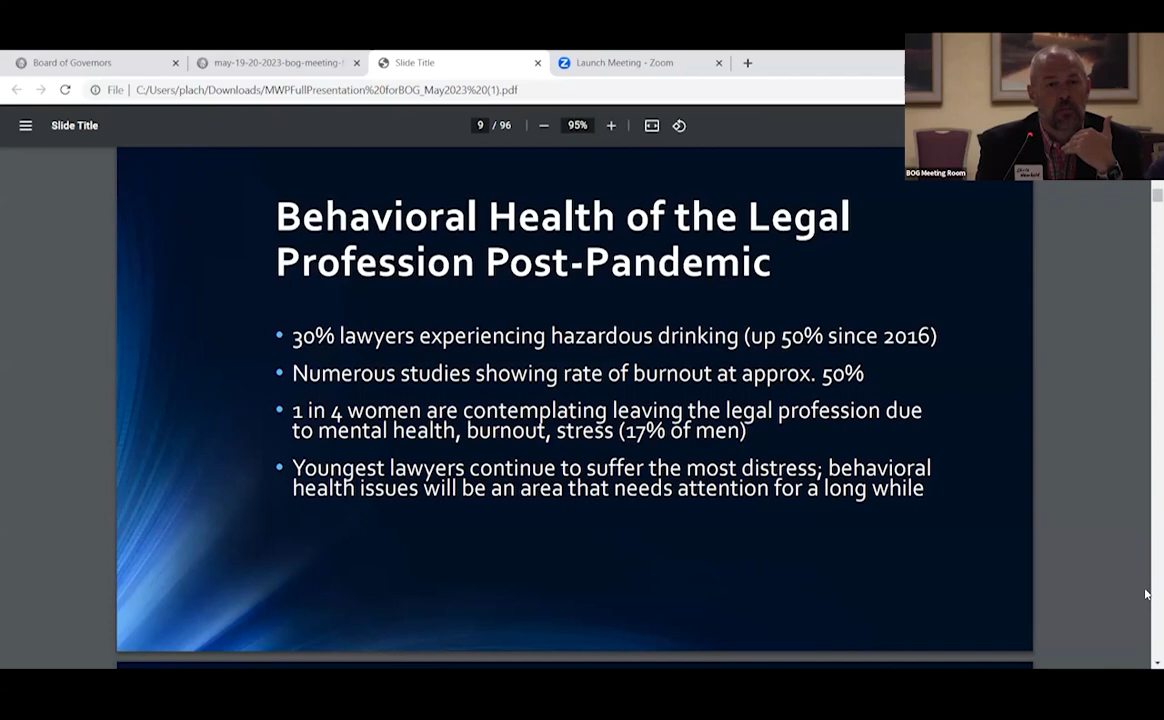 Board of Governors
may-19-20-2023-bog-meeting-
Slide Title
Launch Meeting - Zoom
File
C:/Users/plach/Downloads/MWPFullPresentation%20forBOG_May2023%20(1).pdf
Slide Title
9 / 96
95%
BOG Meeting Room
Behavioral Health of the Legal
Profession Post-Pandemic
• 30% lawyers experiencing hazardous drinking (up 50% since 2016)
• Numerous studies showing rate of burnout at approx. 50%
• 1 in 4 women are contemplating leaving the legal profession due
to mental health, burnout, stress (17% of men)
• Youngest lawyers continue to suffer the most distress; behavioral
health issues will be an area that needs attention for a long while